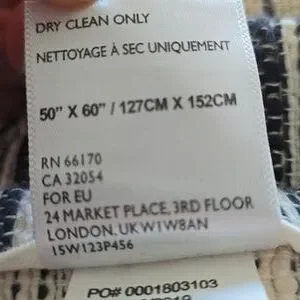 DRY CLEAN ONLY
NETTOYAGE À SEC UNIQUEMENT
50" X 60" / 127CM X 152CM
RN 66170
CA 32054
FOR EU
24 MARKET PLACE, 3RD FLOOR
LONDON, UK W1W8AN
15W123P456
PO# 0001803103